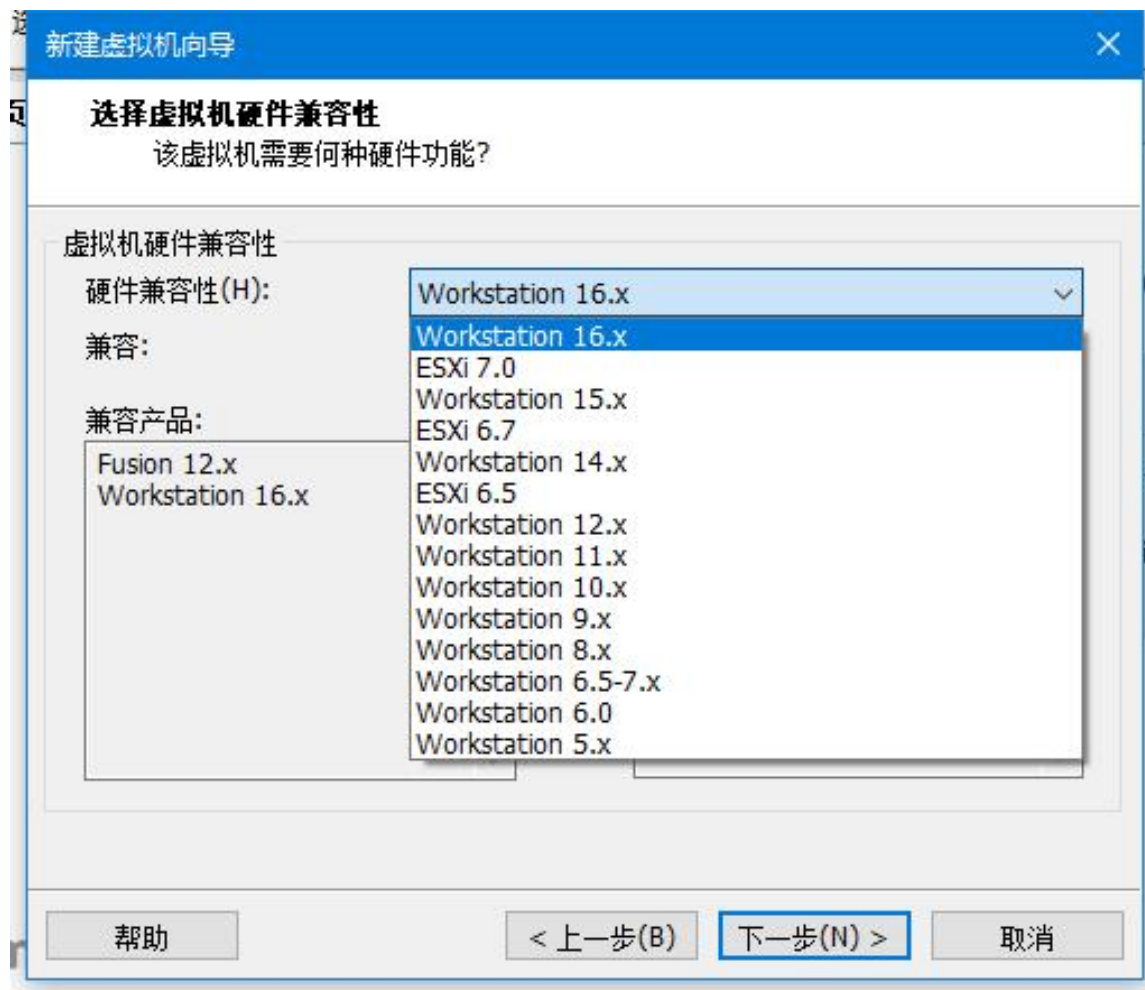 新建虚拟机向导
选择虚拟机硬件兼容性
该虚拟机需要何种硬件功能?
虚拟机硬件兼容性
硬件兼容性(H):
Workstation 16.x
兼容:
Workstation 16.x
ESXi 7.0
Workstation 15.x
ESXi 6.7
Workstation 14.x
ESXi 6.5
Workstation 12.x
Workstation 11.x
Workstation 10.x
Workstation 9.x
Workstation 8.x
Workstation 6.5-7.x
Workstation 6.0
Workstation 5.x
兼容产品:
Fusion 12.x
Workstation 16.x
帮助
< 上一步(B)
下一步(N) >
取消